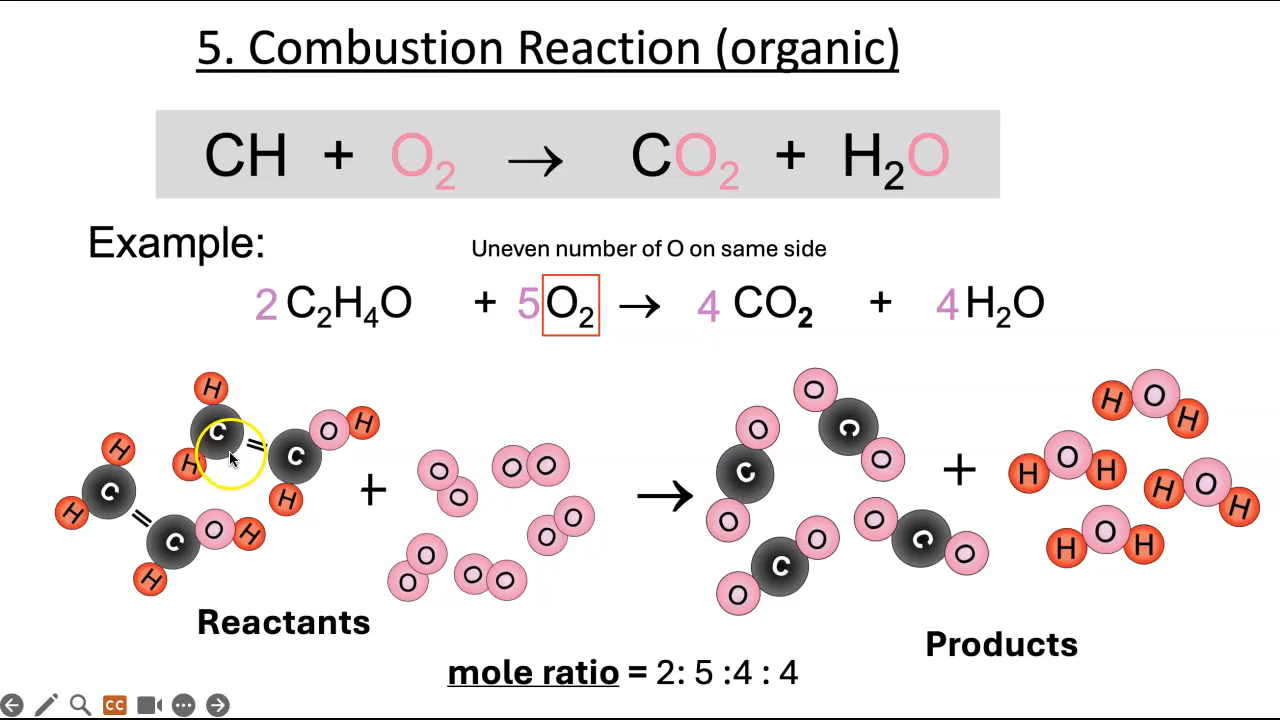 5. Combustion Reaction (organic)
CH + O₂ → CO₂ + H₂O
Example:
Uneven number of O on same side
2 C₂H₄O + 5 O₂ → 4 CO₂ + 4 H₂O
H C H = C O H H
H C H = C O H H
+
O O O O O O O O O O
→
O C O O C O O C O O C O
+
H O H H O H H O H H O H
Reactants
Products
mole ratio = 2: 5 :4 : 4
CC